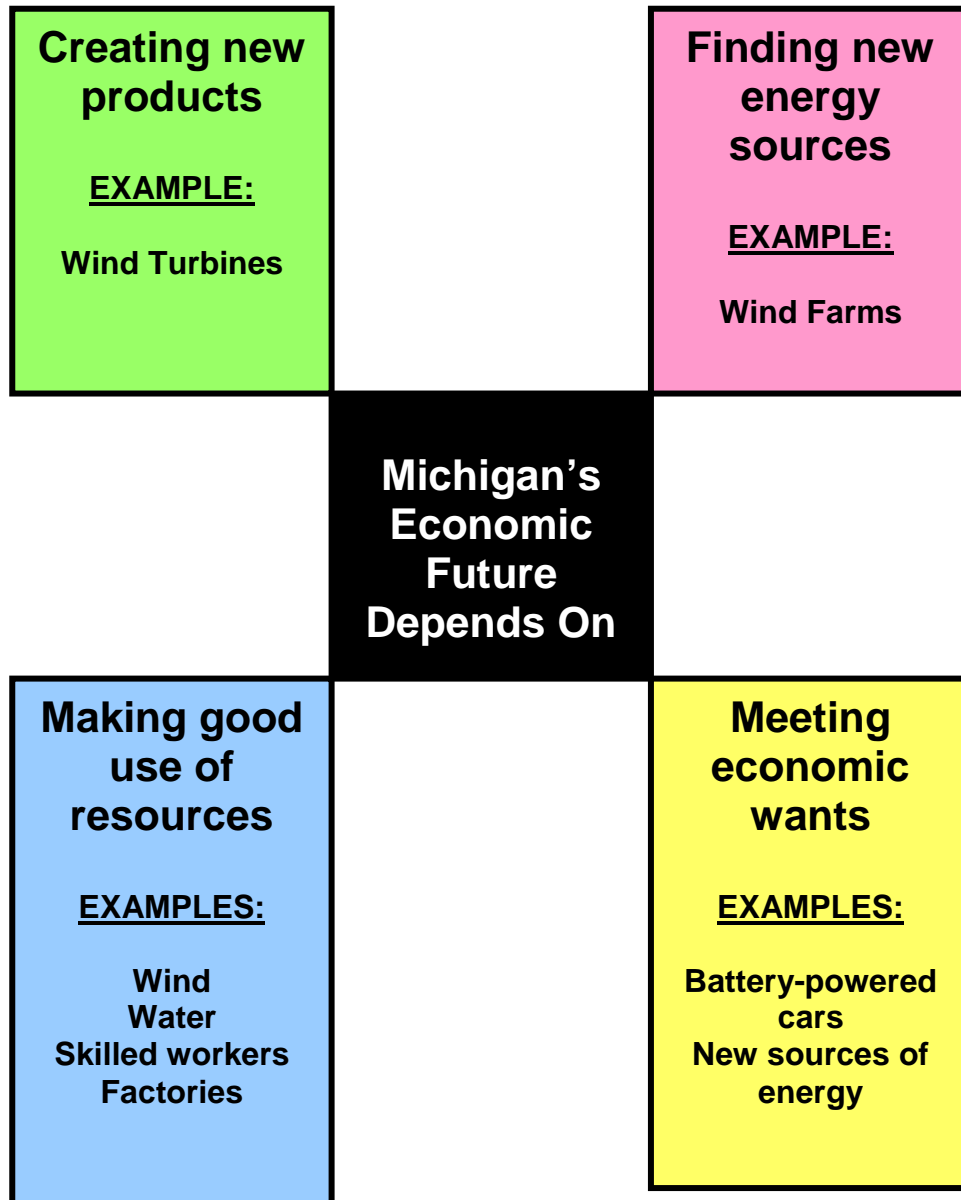 Creating new
products
EXAMPLE:
Wind Turbines
Finding new
energy
sources
EXAMPLE:
Wind Farms
Michigan’s
Economic
Future
Depends On
Making good
use of
resources
EXAMPLES:
Wind
Water
Skilled workers
Factories
Meeting
economic
wants
EXAMPLES:
Battery-powered
cars
New sources of
energy